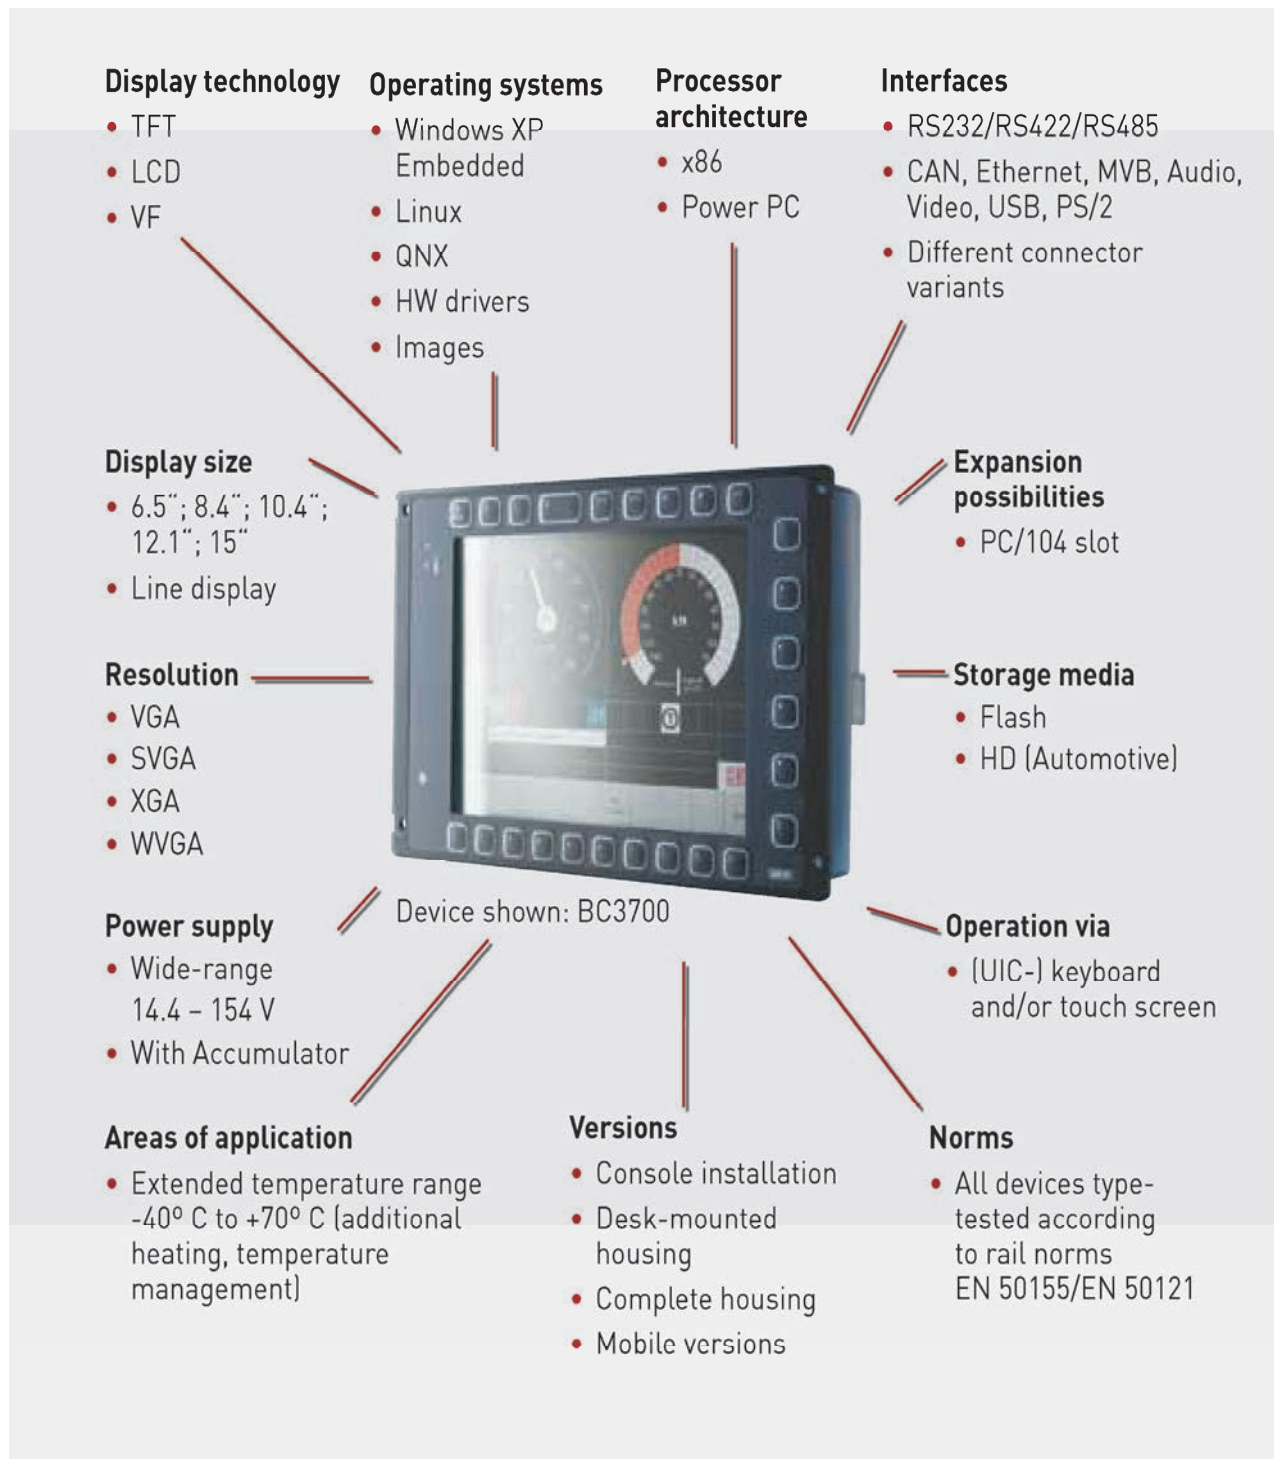 Display technology
• TFT
• LCD
• VF
Operating systems
• Windows XP
Embedded
• Linux
• QNX
• HW drivers
• Images
Processor
architecture
• x86
• Power PC
Interfaces
• RS232/RS422/RS485
• CAN, Ethernet, MVB, Audio,
Video, USB, PS/2
• Different connector
variants
Display size
• 6.5“; 8.4“; 10.4“;
12.1“; 15“
• Line display
Expansion
possibilities
• PC/104 slot
Resolution
• VGA
• SVGA
• XGA
• WVGA
Storage media
• Flash
• HD (Automotive)
Device shown: BC3700
Power supply
• Wide-range
14.4 – 154 V
• With Accumulator
Operation via
• (UIC-) keyboard
and/or touch screen
Areas of application
• Extended temperature range
-40º C to +70º C (additional
heating, temperature
management)
Versions
• Console installation
• Desk-mounted
housing
• Complete housing
• Mobile versions
Norms
• All devices type-
tested according
to rail norms
EN 50155/EN 50121